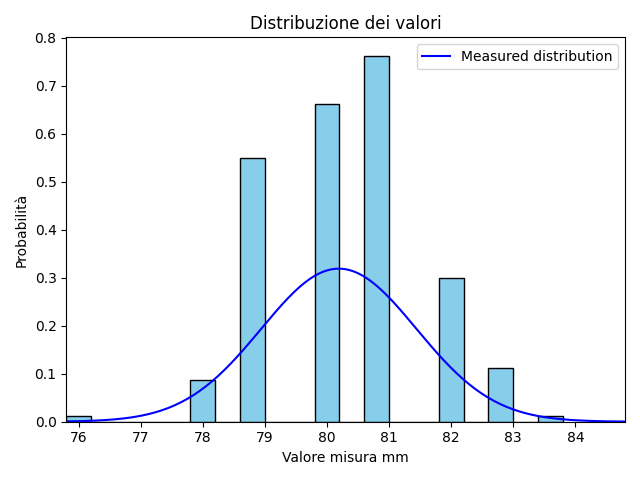 Distribuzione dei valori
Measured distribution
Probabilità
0.8
0.7
0.6
0.5
0.4
0.3
0.2
0.1
0.0
76 77 78 79 80 81 82 83 84
Valore misura mm